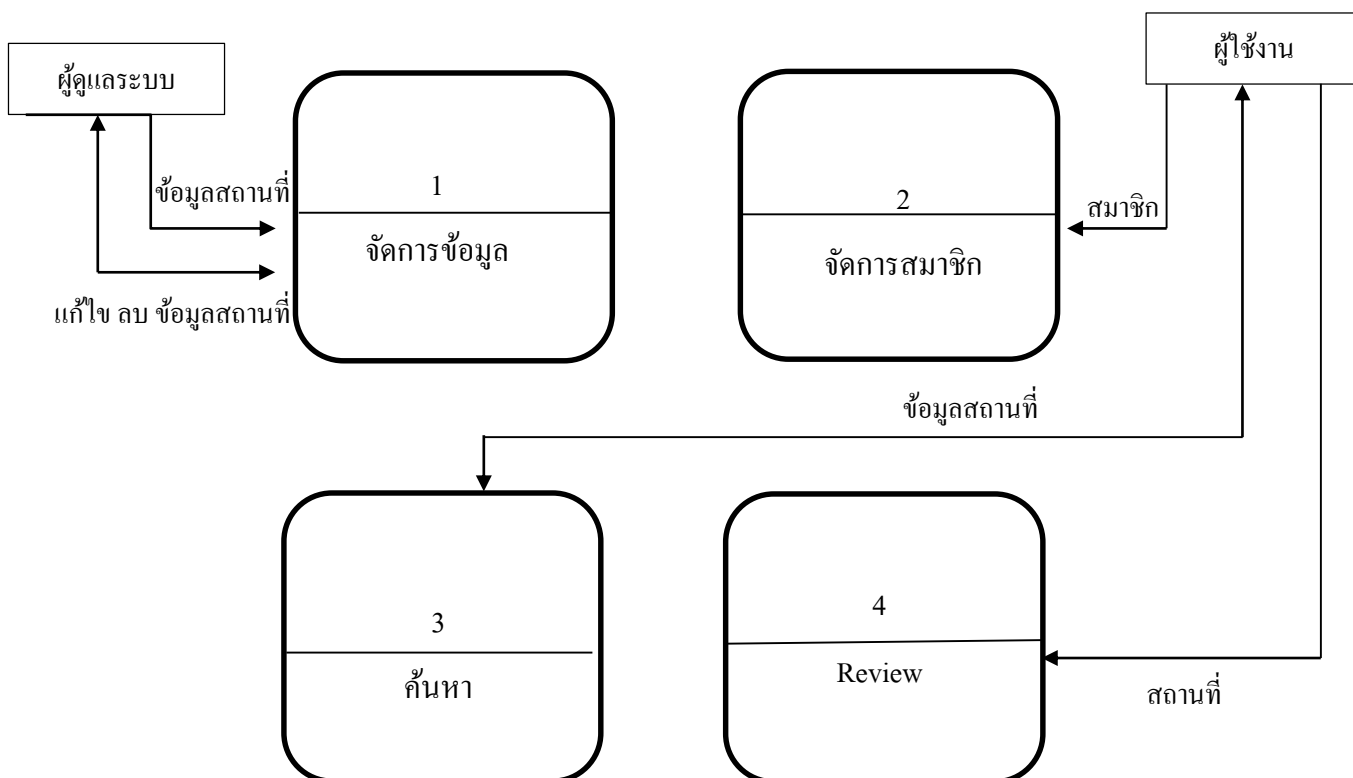 ผู้ใช้งาน
ผู้ดูแลระบบ
ข้อมูลสถานที่
1
จัดการข้อมูล
แก้ไข ลบ ข้อมูลสถานที่
2
จัดการสมาชิก
สมาชิก
ข้อมูลสถานที่
3
ค้นหา
4
Review
สถานที่